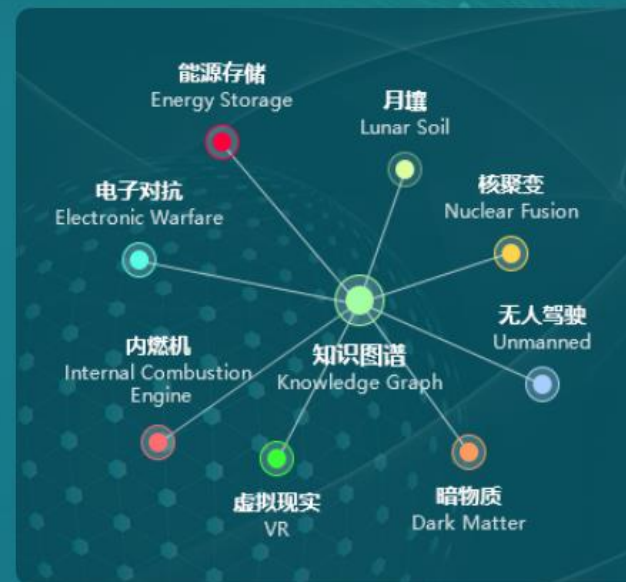 能源存储
Energy Storage
月壤
Lunar Soil
核聚变
Nuclear Fusion
电子对抗
Electronic Warfare
无人驾驶
Unmanned
内燃机
Internal Combustion
Engine
知识图谱
Knowledge Graph
虚拟现实
VR
暗物质
Dark Matter